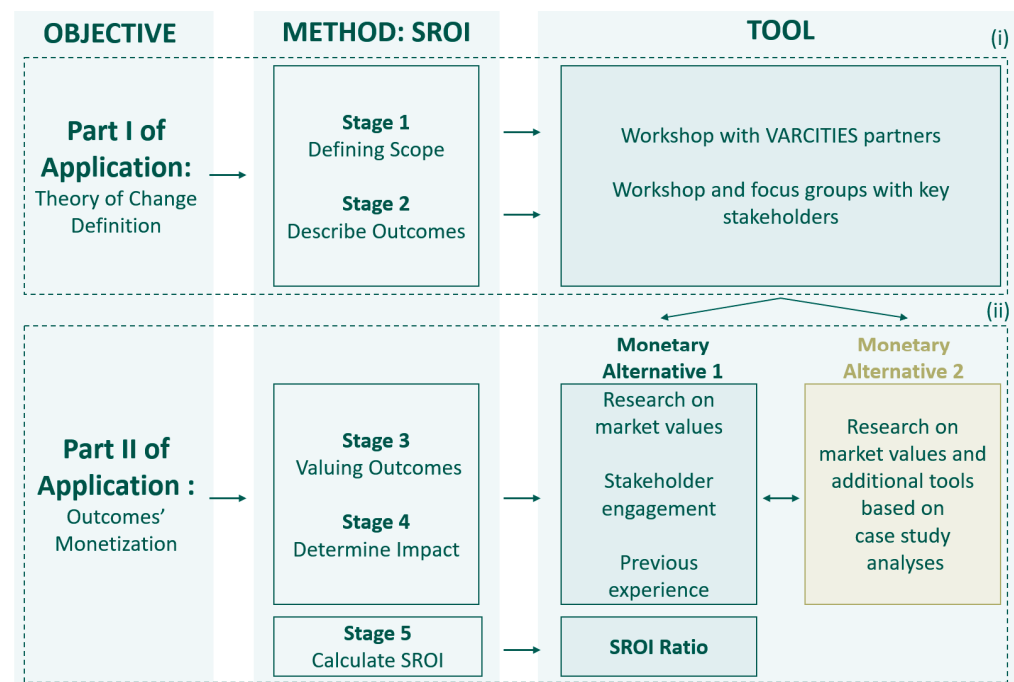 OBJECTIVE
METHOD: SROI
TOOL
(i)
Part I of
Application:
Theory of Change
Definition
Stage 1
Defining Scope
Stage 2
Describe Outcomes
Workshop with VARCITIES partners
Workshop and focus groups with key
stakeholders
(ii)
Part II of
Application :
Outcomes’
Monetization
Stage 3
Valuing Outcomes
Stage 4
Determine Impact
Monetary
Alternative 1
Research on
market values
Stakeholder
engagement
Previous
experience
Monetary
Alternative 2
Research on
market values and
additional tools
based on
case study
analyses
Stage 5
Calculate SROI
SROI Ratio